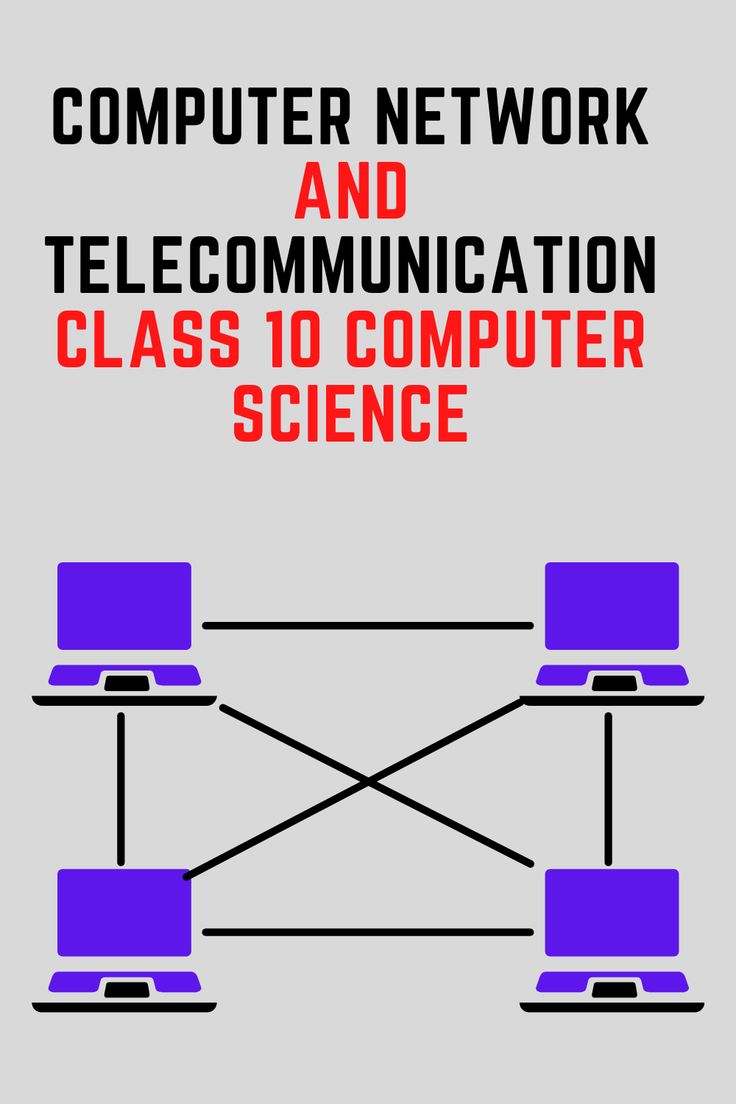 COMPUTER NETWORK
AND
TELECOMMUNICATION
CLASS 10 COMPUTER
SCIENCE